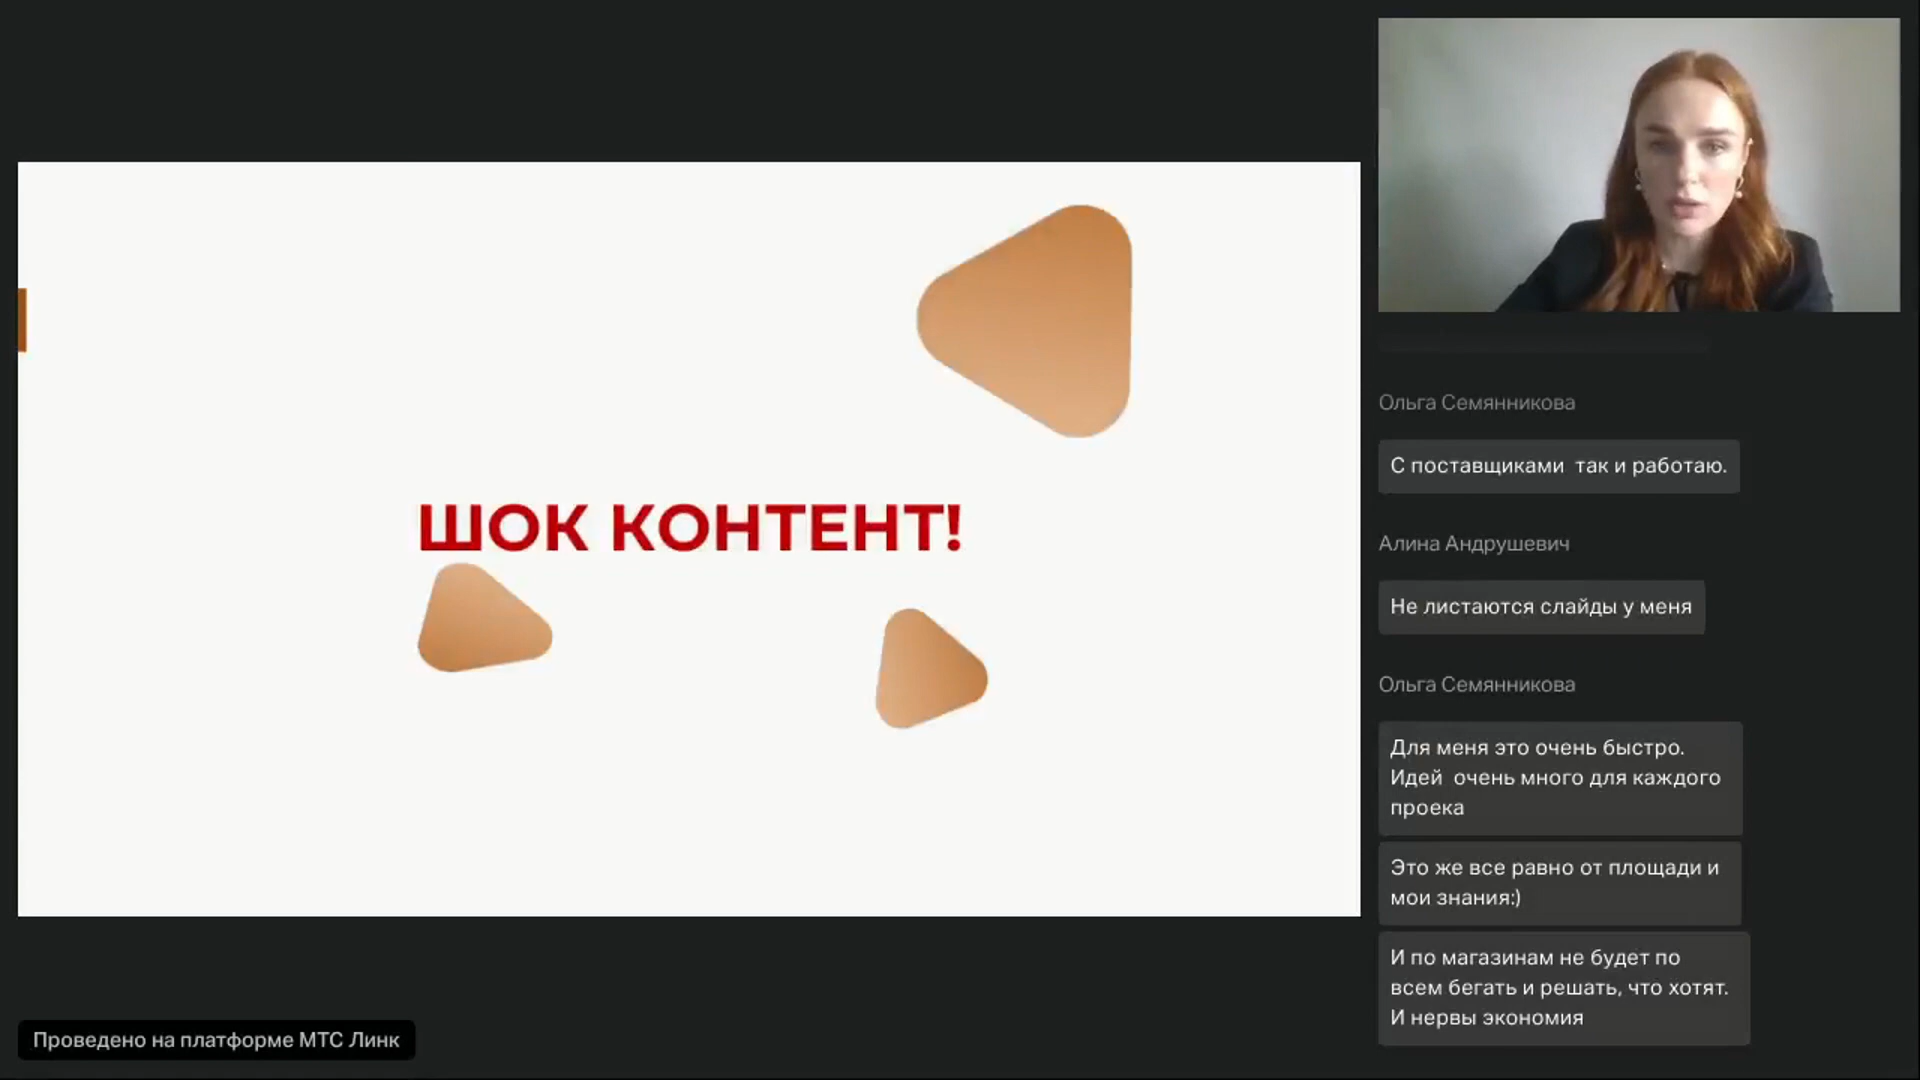 ШОК КОНТЕНТ!
Ольга Семянникова
С поставщиками  так и работаю.
Алина Андрушевич
Не листаются слайды у меня
Ольга Семянникова
Для меня это очень быстро.
Идей  очень много для каждого
проека
Это же все равно от площади и
мои знания:)
И по магазинам не будет по
всем бегать и решать, что хотят.
И нервы экономия
Проведено на платформе МТС Линк